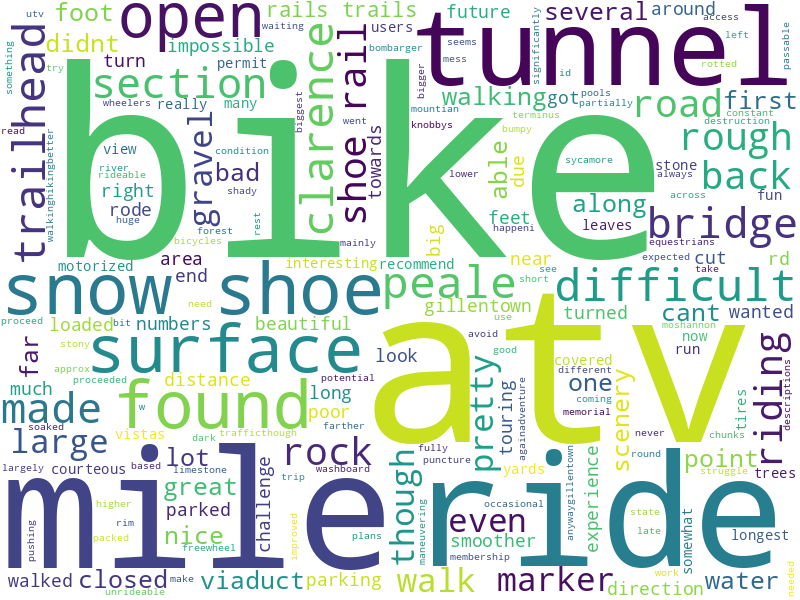 utv
foot
open
rails trails
future
several
around
access
something
didnt
impossible
waiting
users
seems
bombarger
significantly
left
passable
trailhead
turn
permit
clarence
shoe rail
mess
tunnel
id
pools
rotted
try
section
wheelers
really
many
biggest
bigger
walking
got
partially
road
first
read
bike
gravel
went
towards
mountian
knobbys
terminus
constant
destruction
walkinghikingbetter
view
condition
able
due
bumpy
rough
river
rideable
shady
lower
sycamore
stone
always
back
right
rode
huge
forest
rest
along
across
fun
bicycles
mainly
big
feet
happeni
leaves
bridge
equestrians
motorized
area
end
interesting
recommend
near
expected
cut
rd
snow shoe
peale
see
short
difficult
take
proceed
loaded
need
numbers
beautiful
gillentown
turned
cant
wanted
bit
use
moshannon
now
run
stony
far
surface
look
avoid
good
approx
proceeded
distance
pretty
covered
different
one
atv
riding
descriptions
much
found
long
potential
touring
againadventure
coming
memorial
scenery
tires
chunks
made
soaked
vistas
w
dark
trafficthough
poor
farther
never
large
rock
fully
puncture
round
struggle
point
trees
largely
courteous
based
lot
limestone
washboard
though
yards
anywaygillentown
experience
state
late
mile
great
challenge
trip
ride
higher
parked
rim
plans
maneuvering
even
occasional
smoother
somewhat
longest
pushing
packed
nice
freewheel
improved
membership
work
needed
walked
closed
make
viaduct
parking
walk
marker
direction
water
unrideable